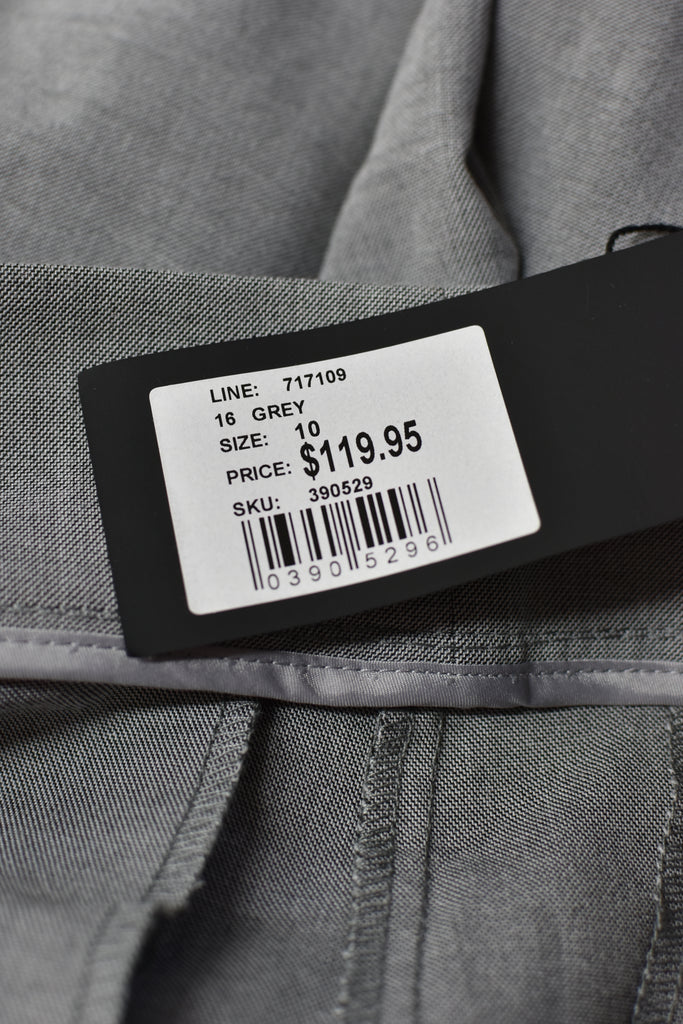 LINE: 717109
16 GREY
SIZE: 10
PRICE: $119.95
SKU: 390529
0390 5296